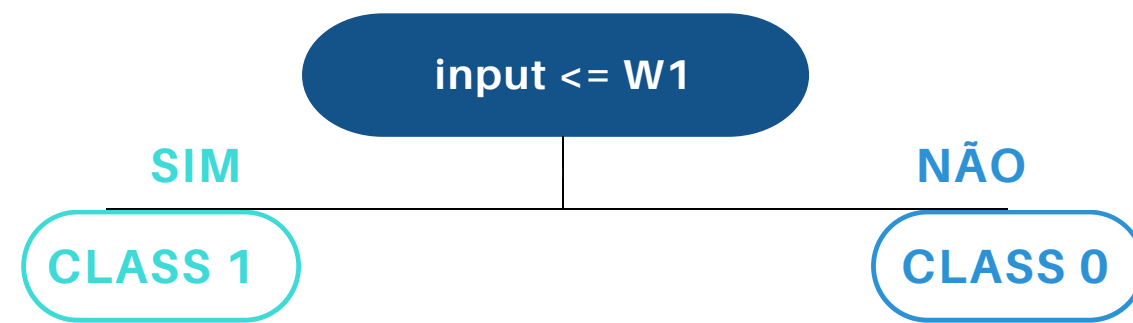 input <= W1
SIM
NÃO
CLASS 1
CLASS 0